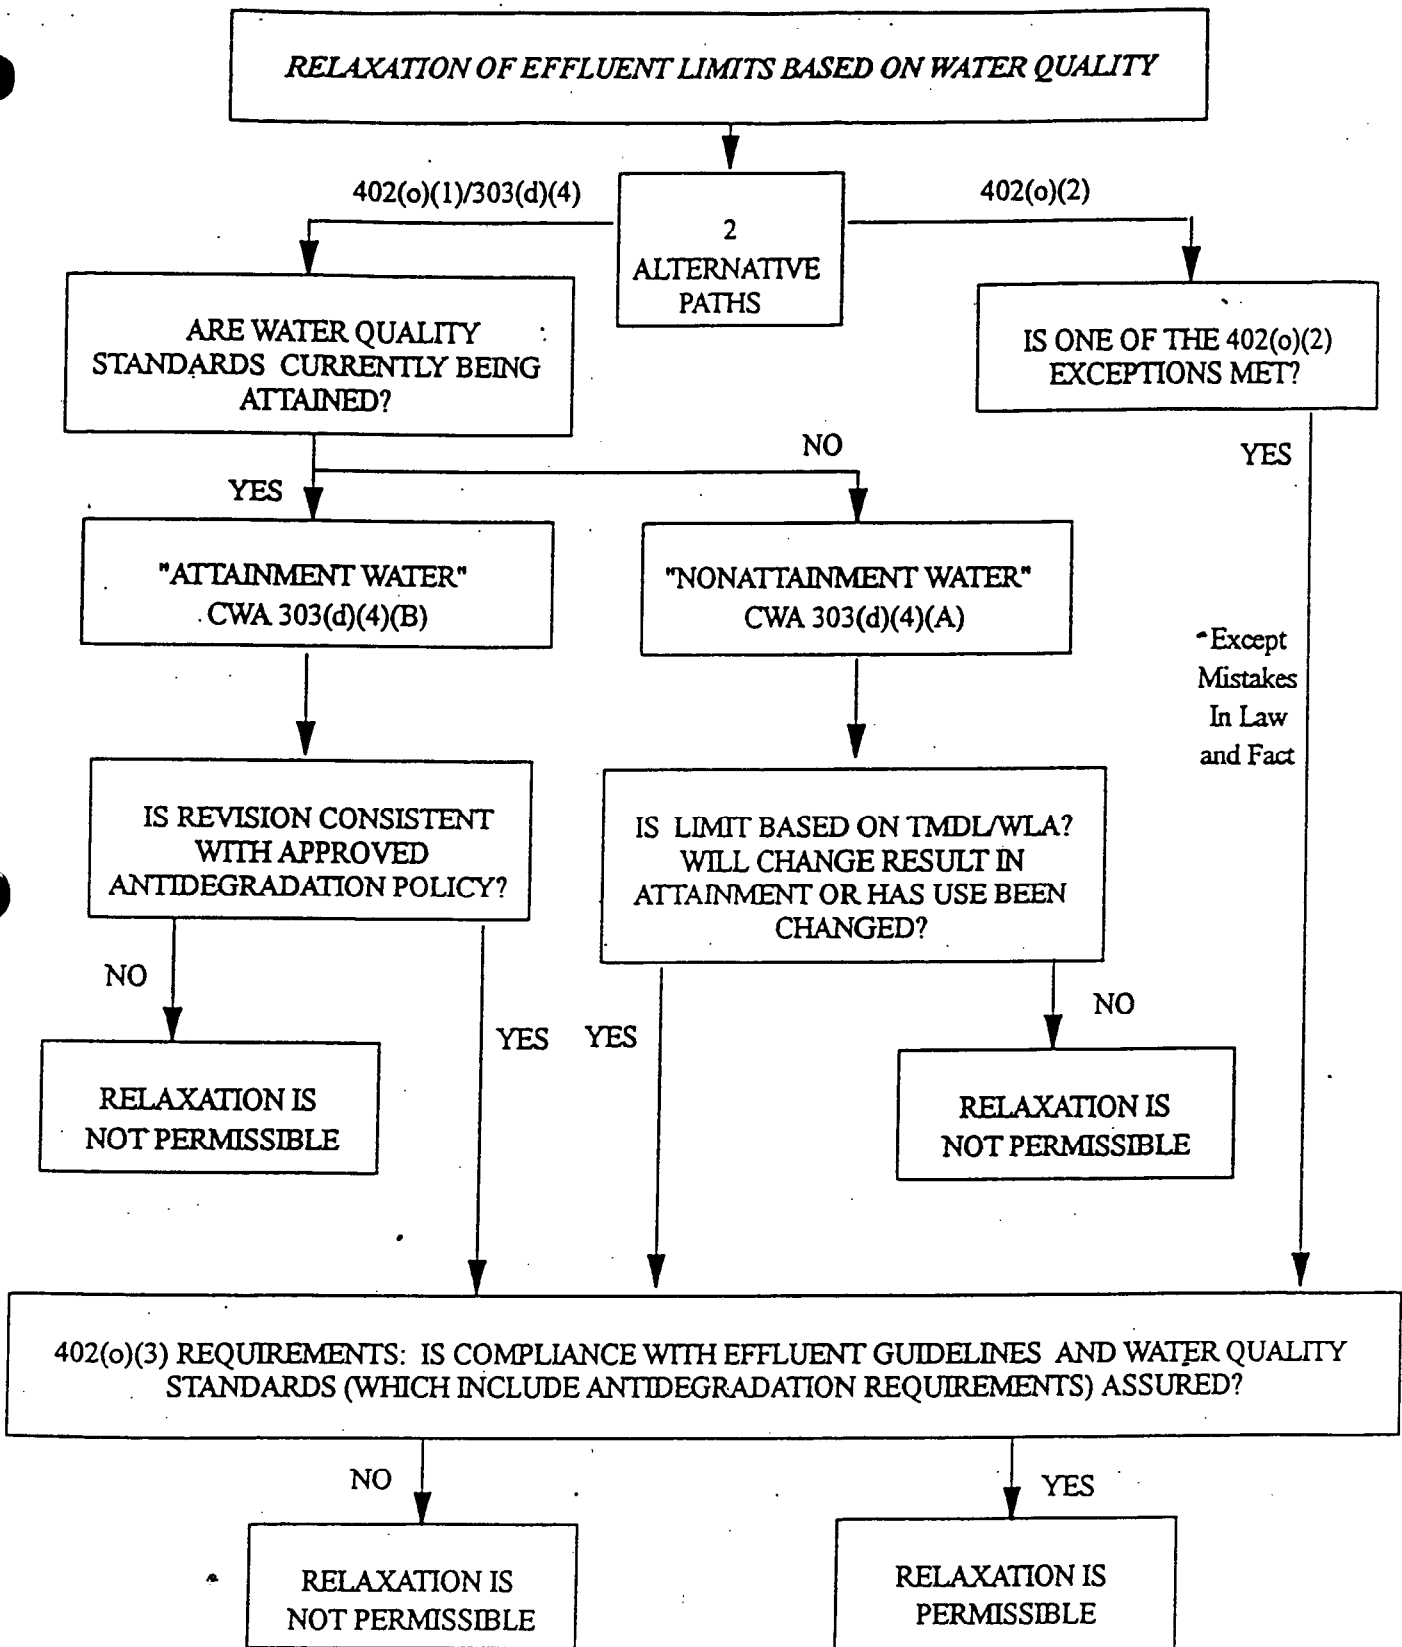 RELAXATION OF EFFLUENT LIMITS BASED ON WATER QUALITY
402(o)(1)/303(d)(4)
402(o)(2)
2
ALTERNATIVE
PATHS
ARE WATER QUALITY
STANDARDS CURRENTLY BEING
ATTAINED?
IS ONE OF THE 402(o)(2)
EXCEPTIONS MET?
NO
YES
YES
"ATTAINMENT WATER"
CWA 303(d)(4)(B)
"NONATTAINMENT WATER"
CWA 303(d)(4)(A)
Except
Mistakes
In Law
and Fact
IS REVISION CONSISTENT
WITH APPROVED
ANTIDEGRADATION POLICY?
IS LIMIT BASED ON TMDL/WLA?
WILL CHANGE RESULT IN
ATTAINMENT OR HAS USE BEEN
CHANGED?
NO
YES
YES
NO
RELAXATION IS
NOT PERMISSIBLE
RELAXATION IS
NOT PERMISSIBLE
402(o)(3) REQUIREMENTS: IS COMPLIANCE WITH EFFLUENT GUIDELINES AND WATER QUALITY
STANDARDS (WHICH INCLUDE ANTIDEGRADATION REQUIREMENTS) ASSURED?
NO
YES
RELAXATION IS
NOT PERMISSIBLE
RELAXATION IS
PERMISSIBLE